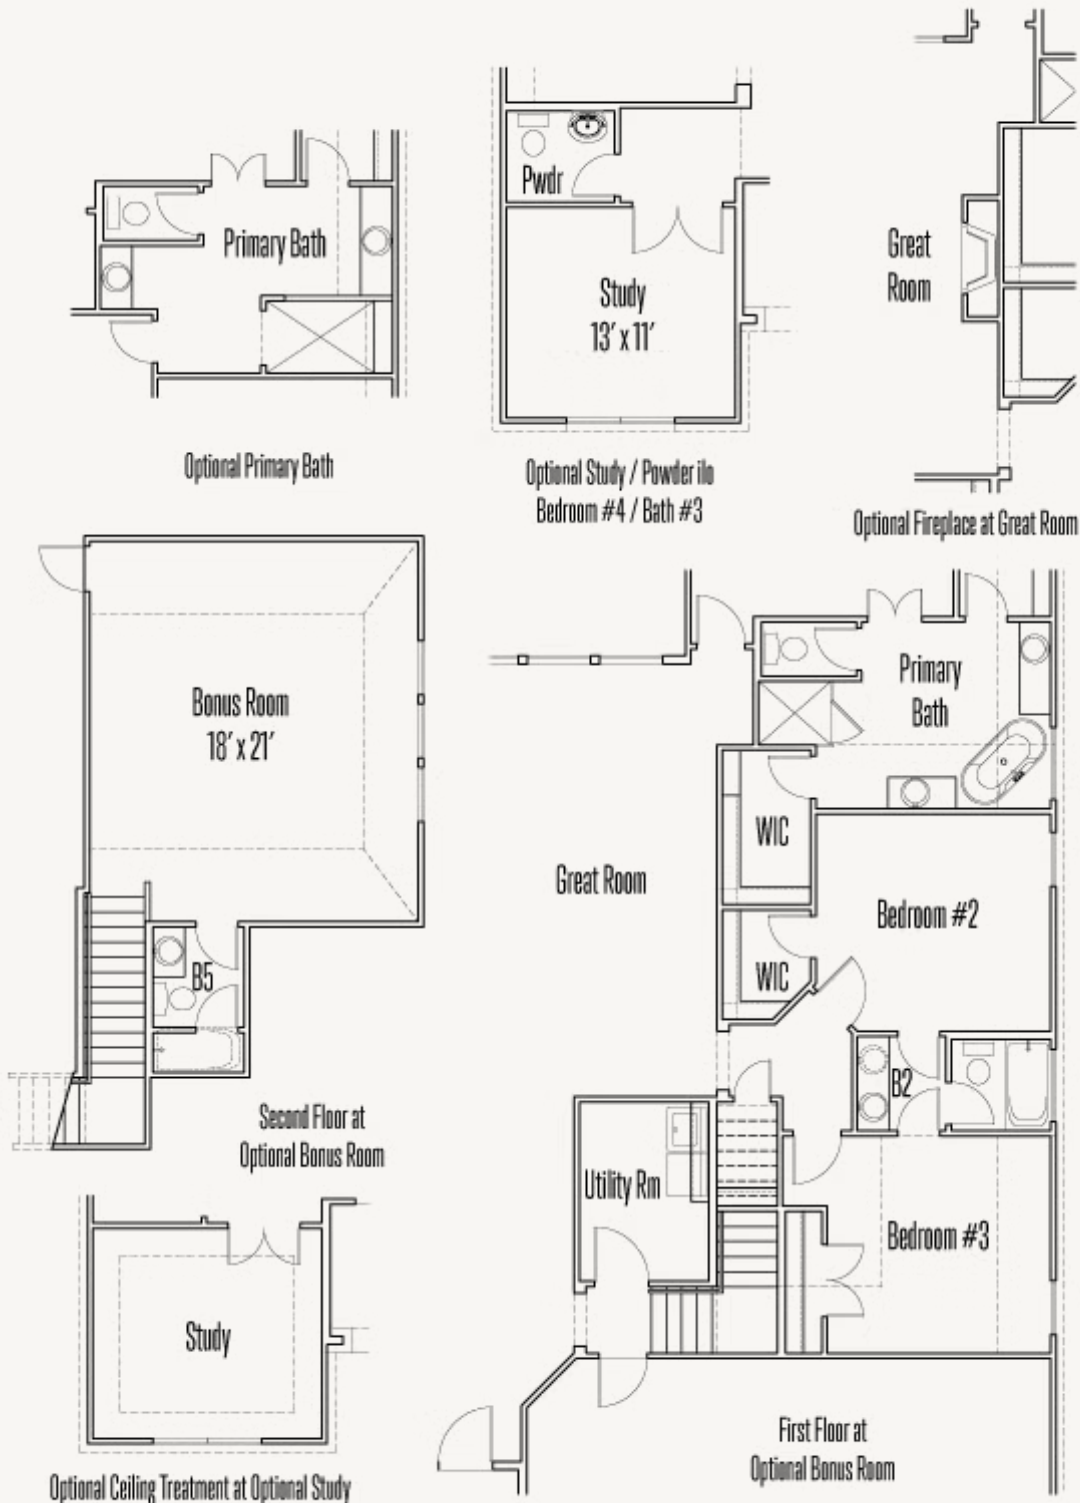 Primary Bath
Optional Primary Bath
Pwdr
Study
13' x 11'
Optional Study / Powder ilo
Bedroom #4 / Bath #3
Great
Room
Optional Fireplace at Great Room
Bonus Room
18' x 21'
B5
Second Floor at
Optional Bonus Room
Study
Optional Ceiling Treatment at Optional Study
Primary
Bath
WIC
Great Room
Bedroom #2
WIC
B2
Utility Rm
Bedroom #3
First Floor at
Optional Bonus Room